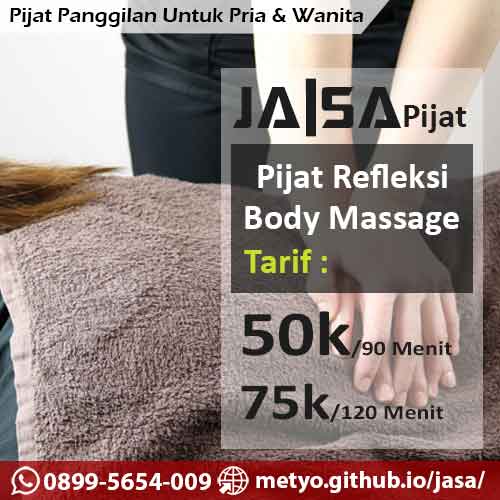 Pijat Panggilan Untuk Pria & Wanita
JA|SA Pijat
Pijat Refleksi
Body Massage
Tarif :
50k/90 Menit
75k/120 Menit
0899-5654-009 metyo.github.io/jasa/